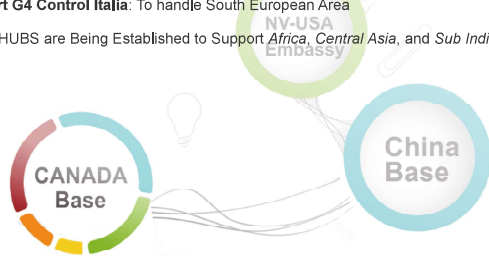 rt G4 Control Italia: To handle South European Area
NV-USA
HUBS are Being Established to Support Africa, Central Asia, and Sub Indi
Embassy
China
Base
CANADA
Base